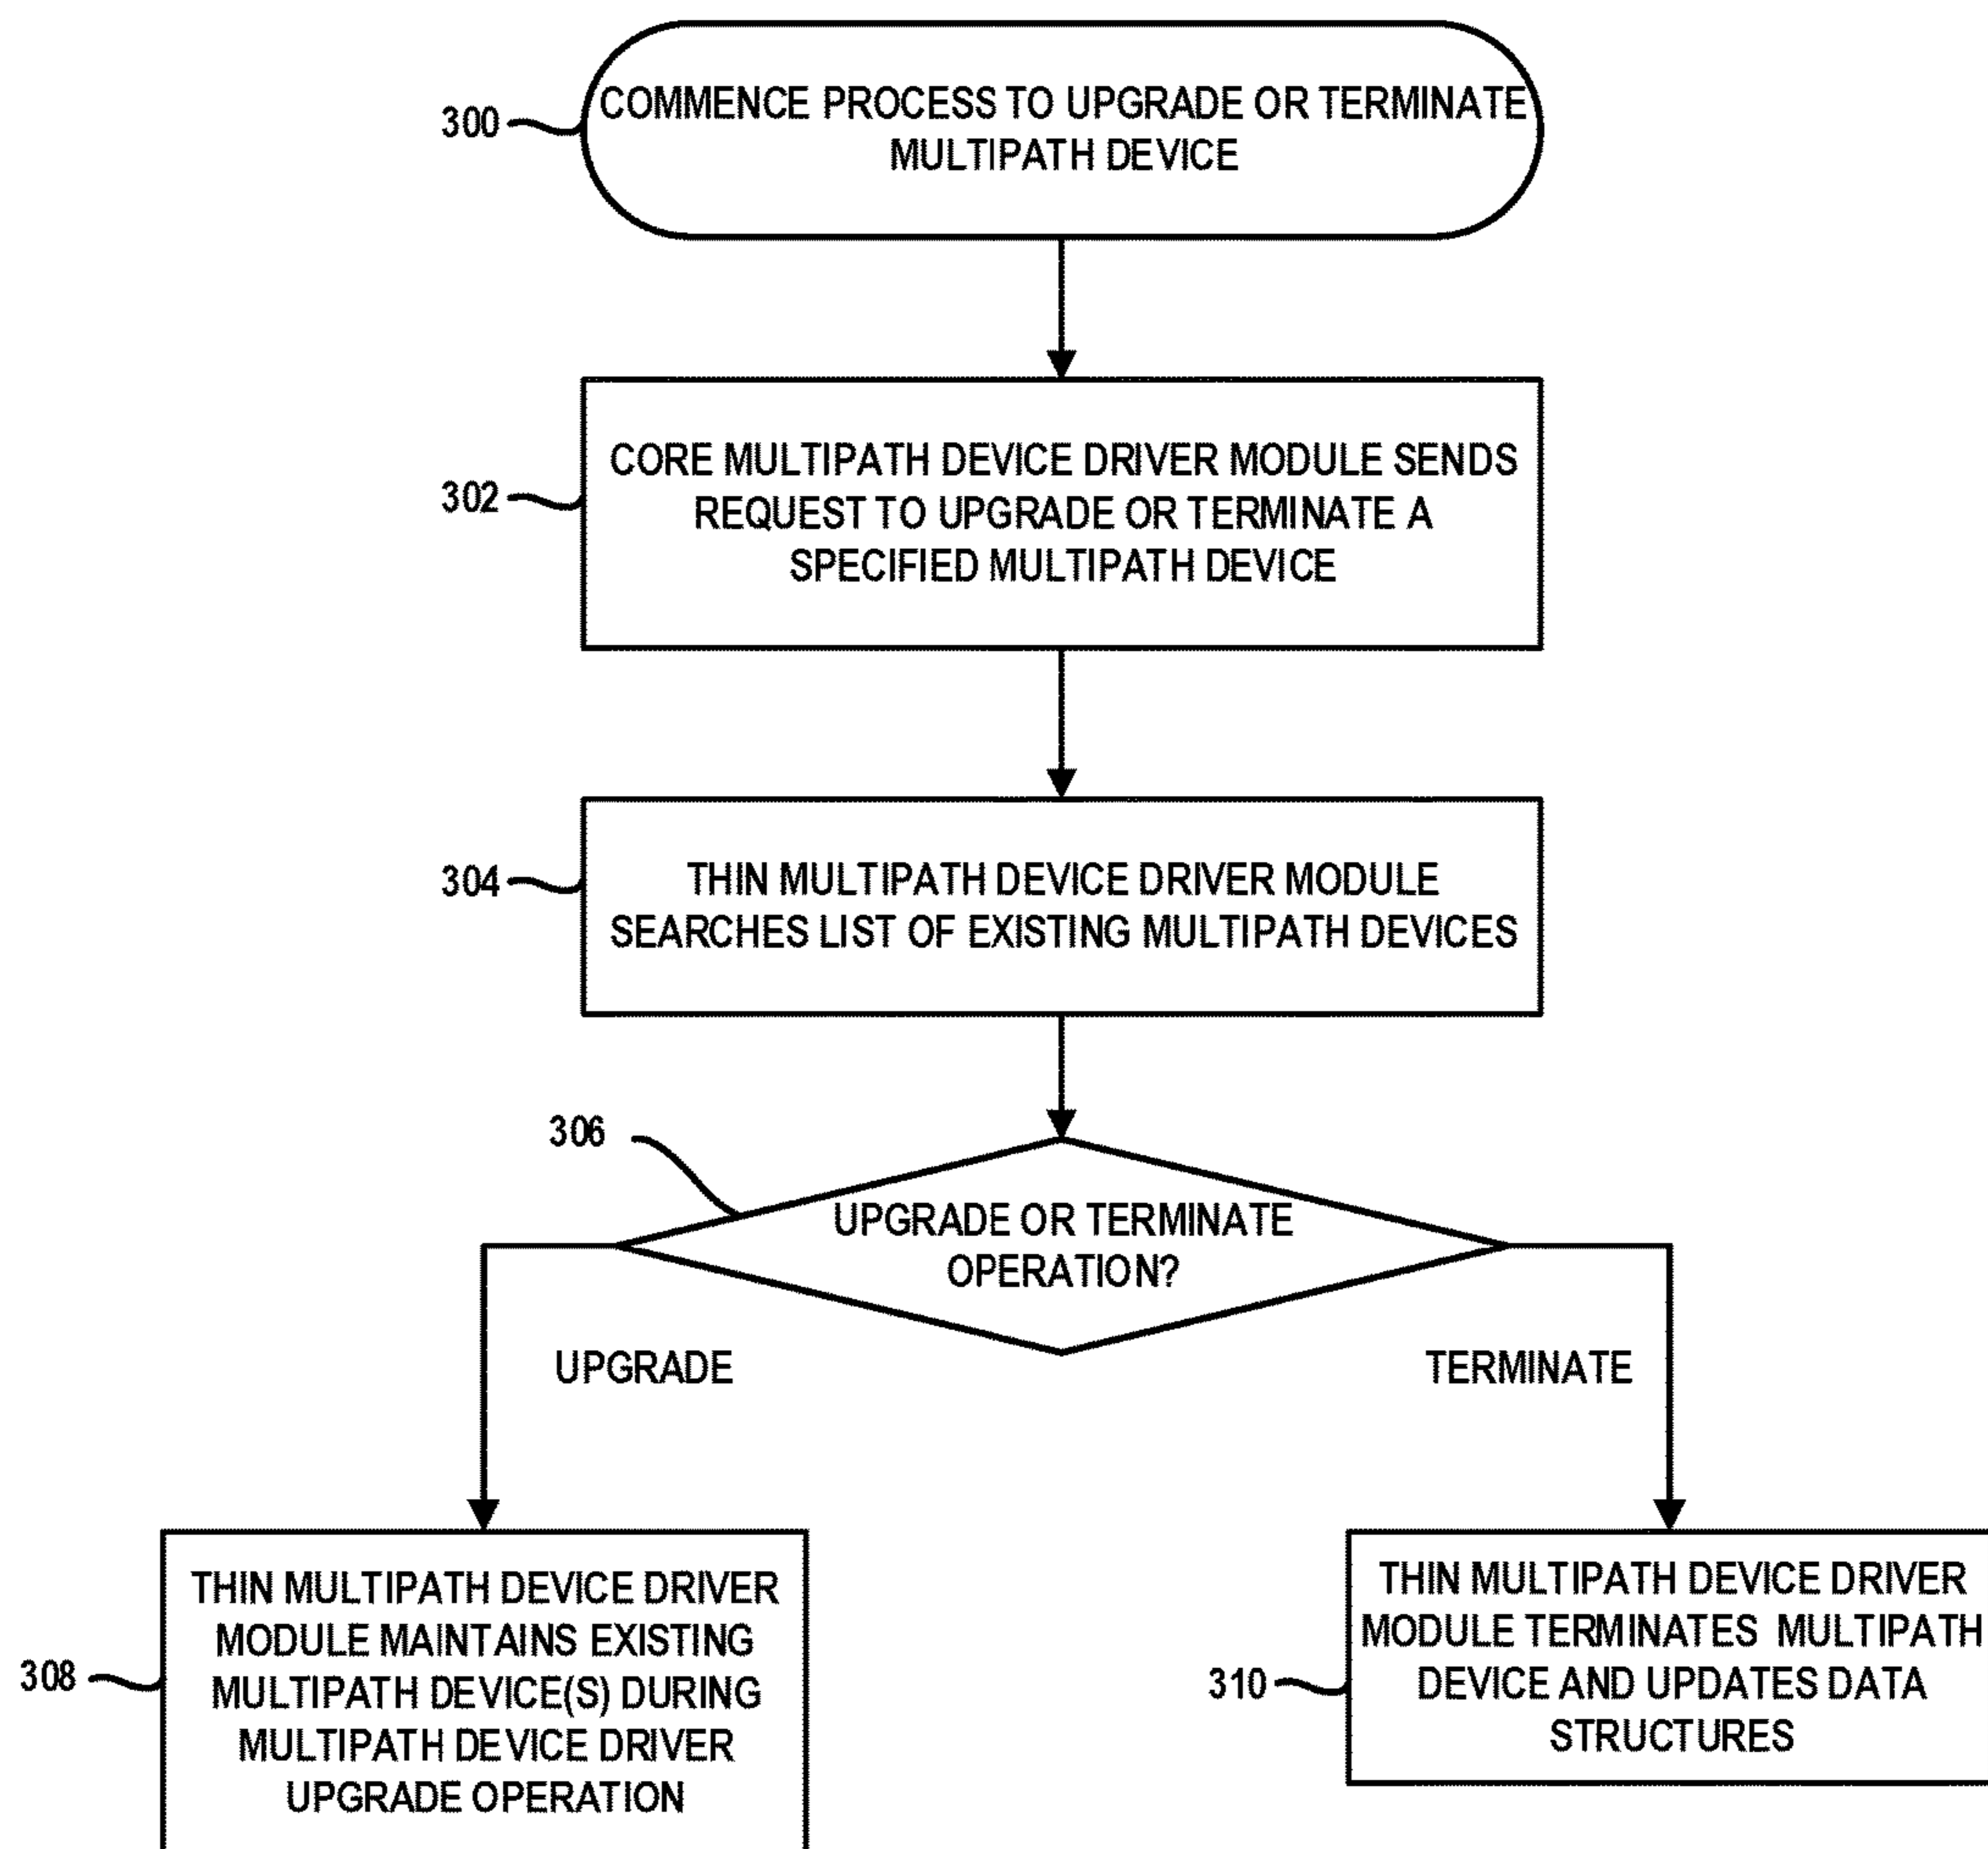 300
COMMENCE PROCESS TO UPGRADE OR TERMINATE
MULTIPATH DEVICE
302
CORE MULTIPATH DEVICE DRIVER MODULE SENDS
REQUEST TO UPGRADE OR TERMINATE A
SPECIFIED MULTIPATH DEVICE
304
THIN MULTIPATH DEVICE DRIVER MODULE
SEARCHES LIST OF EXISTING MULTIPATH DEVICES
306
UPGRADE OR TERMINATE
OPERATION?
UPGRADE
TERMINATE
308
THIN MULTIPATH DEVICE DRIVER
MODULE MAINTAINS EXISTING
MULTIPATH DEVICE(S) DURING
MULTIPATH DEVICE DRIVER
UPGRADE OPERATION
310
THIN MULTIPATH DEVICE DRIVER
MODULE TERMINATES MULTIPATH
DEVICE AND UPDATES DATA
STRUCTURES